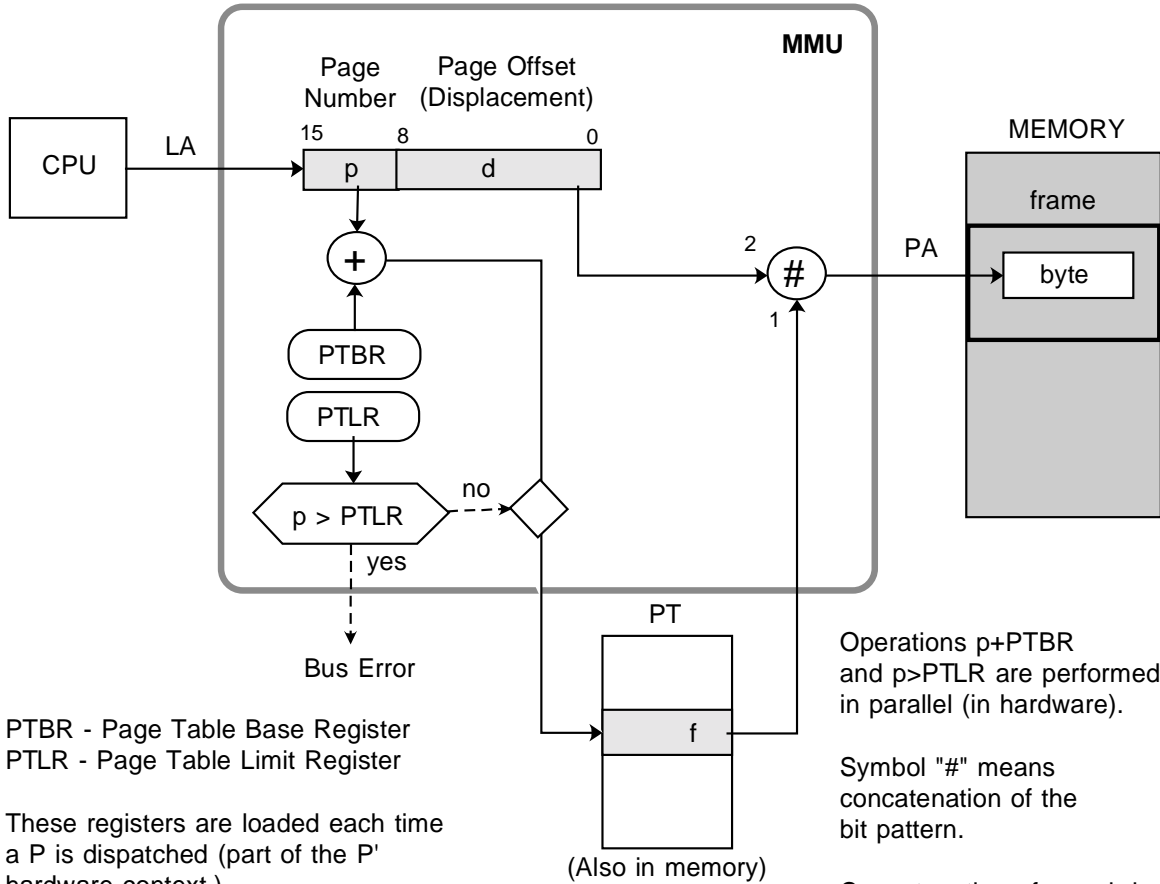 MMU
Page
Number
Page Offset
(Displacement)
15
8
0
MEMORY
CPU
LA
p
d
frame
+
2
#
1
PA
byte
PTBR
PTLR
p > PTLR
no
yes
Bus Error
PT
f
(Also in memory)
PTBR - Page Table Base Register
PTLR - Page Table Limit Register
These registers are loaded each time
a P is dispatched (part of the P'
hardware context.)
Operations p+PTBR
and p>PTLR are performed
in parallel (in hardware).
Symbol "#" means
concatenation of the
bit pattern.